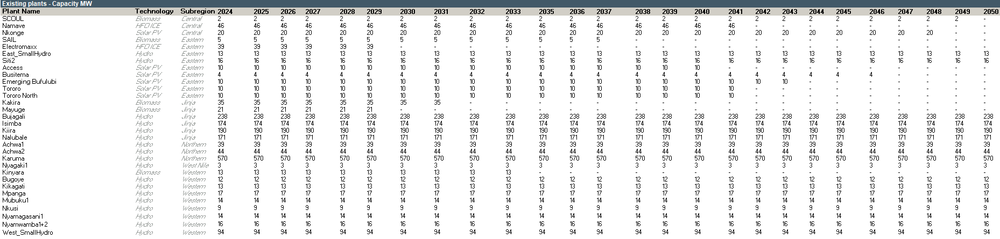 Existing plants - Capacity MW
Plant Name Technology Subregion 2024 2025 2026 2027 2028 2029 2030 2031 2032 2033 2035 2036 2037 2038 2039 2040 2041 2042 2043 2044 2045 2046 2047 2048 2049 2050
SCOUL Biomass Central 2 2 2 2 2 2 2 2 2 2 2 2 2 2 2 2 2 2 2 2 2 2 2 2 2 -
Namave HFO ICE Central 46 46 46 46 46 46 46 46 46 46 46 46 46 46 46 46 46 - - - - - - - - -
Nkonge Solar PV Central 20 20 20 20 20 20 20 20 20 20 20 20 20 20 20 20 20 20 20 20 20 20 20 20 - -
SAIL Biomass Eastern 5 5 5 5 5 5 5 5 5 5 5 5 5 - - - - - - - - - - - - -
Electromaxx HFO ICE Eastern 39 39 39 39 39 39 - - - - - - - - - - - - - - - - - - - -
East_SmallHydro Hydro Eastern 13 13 13 13 13 13 13 13 13 13 13 13 13 13 13 13 13 13 13 13 13 13 13 13 13 13
Siti2 Hydro Eastern 16 16 16 16 16 16 16 16 16 16 16 16 16 16 16 16 16 16 16 16 16 16 16 16 16 16
Access Solar PV Eastern 10 10 10 10 10 10 10 10 10 10 10 10 10 10 10 10 - - - - - - - - - -
Busitema Solar PV Eastern 4 4 4 4 4 4 4 4 4 4 4 4 4 4 4 4 4 4 4 4 4 4 - - - -
Emerging Bufulubi Solar PV Eastern 10 10 10 10 10 10 10 10 10 10 10 10 10 10 10 10 10 10 10 - - - - - - -
Tororo Solar PV Eastern 10 10 10 10 10 10 10 10 10 10 10 10 10 10 10 10 10 - - - - - - - - -
Tororo North Solar PV Eastern 10 10 10 10 10 10 10 10 10 10 10 10 10 10 10 10 10 - - - - - - - - -
Kakira Biomass Jinja 35 35 35 35 35 35 35 35 - - - - - - - - - - - - - - - - - -
Mayuge Biomass Jinja 21 21 21 21 21 21 - - - - - - - - - - - - - - - - - - - -
Bujagali Hydro Jinja 238 238 238 238 238 238 238 238 238 238 238 238 238 238 238 238 238 238 238 238 238 238 238 238 238 238
Isimba Hydro Jinja 174 174 174 174 174 174 174 174 174 174 174 174 174 174 174 174 174 174 174 174 174 174 174 174 174 174
Kiira Hydro Jinja 190 190 190 190 190 190 190 190 190 190 190 190 190 190 190 190 190 190 190 190 190 190 190 190 190 190
Nalubale Hydro Jinja 171 171 171 171 171 171 171 171 171 171 171 171 171 171 171 171 171 171 171 171 171 171 171 171 171 171
Achwa1 Hydro Northern 39 39 39 39 39 39 39 39 39 39 39 39 39 39 39 39 39 39 39 39 39 39 39 39 39 39
Achwa2 Hydro Northern 44 44 44 44 44 44 44 44 44 44 44 44 44 44 44 44 44 44 44 44 44 44 44 44 44 44
Karuma Hydro Northern 570 570 570 570 570 570 570 570 570 570 570 570 570 570 570 570 570 570 570 570 570 570 570 570 570 570
Nyagaki1 Hydro West Nile 3 3 3 3 3 3 3 3 3 3 3 3 3 3 3 3 3 3 3 3 3 3 3 3 3 3
Kinyara Biomass Western 13 13 13 13 13 13 13 13 13 13 - - - - - - - - - - - - - - - -
Bugoye Hydro Western 12 12 12 12 12 12 12 12 12 12 12 12 12 12 12 12 12 12 12 12 12 12 12 12 12 12
Kikagati Hydro Western 13 13 13 13 13 13 13 13 13 13 13 13 13 13 13 13 13 13 13 13 13 13 13 13 13 13
Mpanga Hydro Western 17 17 17 17 17 17 17 17 17 17 17 17 17 17 17 17 17 17 17 17 17 17 17 17 17 17
Mubuku1 Hydro Western 14 14 14 14 14 14 14 14 14 14 14 14 14 14 14 14 14 14 14 14 14 14 14 14 14 14
Nkusi Hydro Western 9 9 9 9 9 9 9 9 9 9 9 9 9 9 9 9 9 9 9 9 9 9 9 9 9 9
Nyamagasani1 Hydro Western 14 14 14 14 14 14 14 14 14 14 14 14 14 14 14 14 14 14 14 14 14 14 14 14 14 14
Nyamwamba1+2 Hydro Western 16 16 16 16 16 16 16 16 16 16 16 16 16 16 16 16 16 16 16 16 16 16 16 16 16 16
West_SmallHydro Hydro Western 94 94 94 94 94 94 94 94 94 94 94 94 94 94 94 94 94 94 94 94 94 94 94 94 94 94